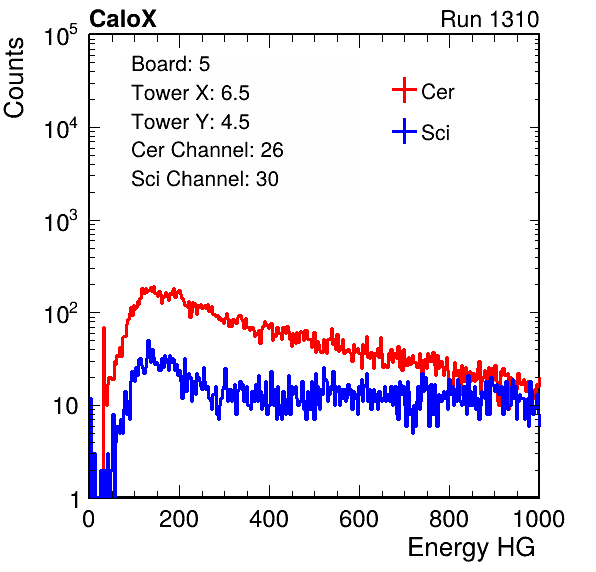 CaloX Run 1310
Counts
10^5
10^4
10^3
10^2
10
1
Board: 5
Tower X: 6.5
Tower Y: 4.5
Cer Channel: 26
Sci Channel: 30
Cer
Sci
0 200 400 600 800 1000
Energy HG